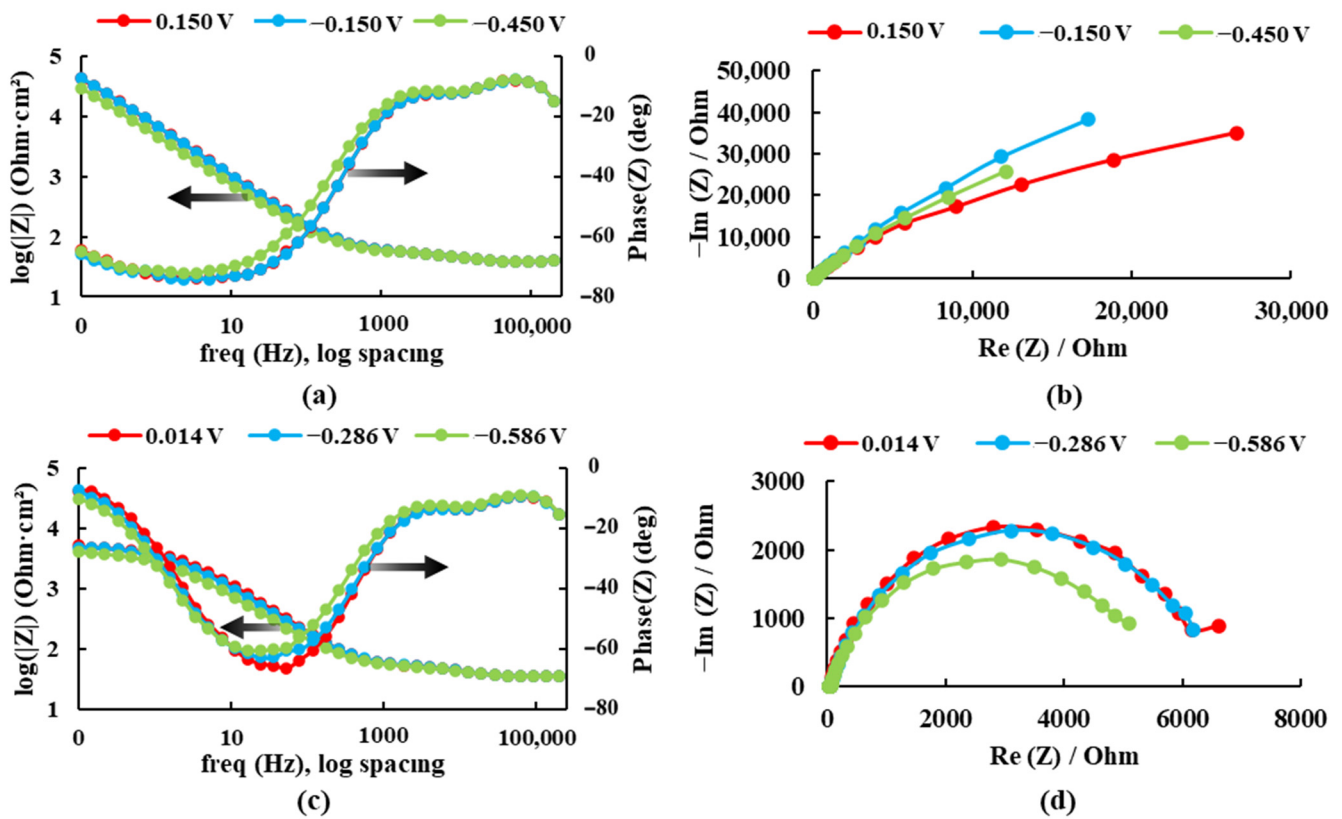 0.150 V −0.150 V −0.450 V
5 0
4 −20
3 −40
2 −60
1 −80
log(|Z|) (Ohm·cm²)
Phase(Z) (deg)
0 10 1000 100,000
freq (Hz), log spacing
(a)
0.150 V −0.150 V −0.450 V
50,000
40,000
30,000
20,000
10,000
0
−Im (Z) / Ohm
0 10,000 20,000 30,000
Re (Z) / Ohm
(b)
0.014 V −0.286 V −0.586 V
5 0
4 −20
3 −40
2 −60
1 −80
log(|Z|) (Ohm·cm²)
Phase(Z) (deg)
0 10 1000 100,000
freq (Hz), log spacing
(c)
0.014 V −0.286 V −0.586 V
3000
2000
1000
0
−Im (Z) / Ohm
0 2000 4000 6000 8000
Re (Z) / Ohm
(d)